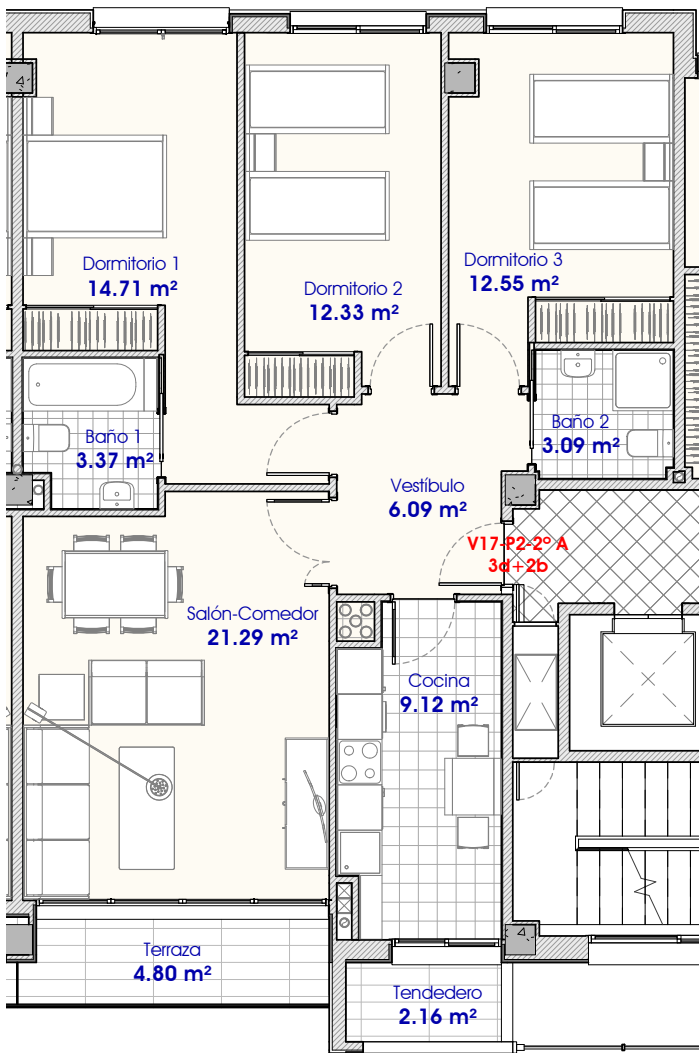 Dormitorio 1
14.71 m²
Dormitorio 2
12.33 m²
Dormitorio 3
12.55 m²
Baño 1
3.37 m²
Baño 2
3.09 m²
Vestíbulo
6.09 m²
V17-P2-2º A
3d+2b
Salón-Comedor
21.29 m²
Cocina
9.12 m²
Terraza
4.80 m²
Tendedero
2.16 m²